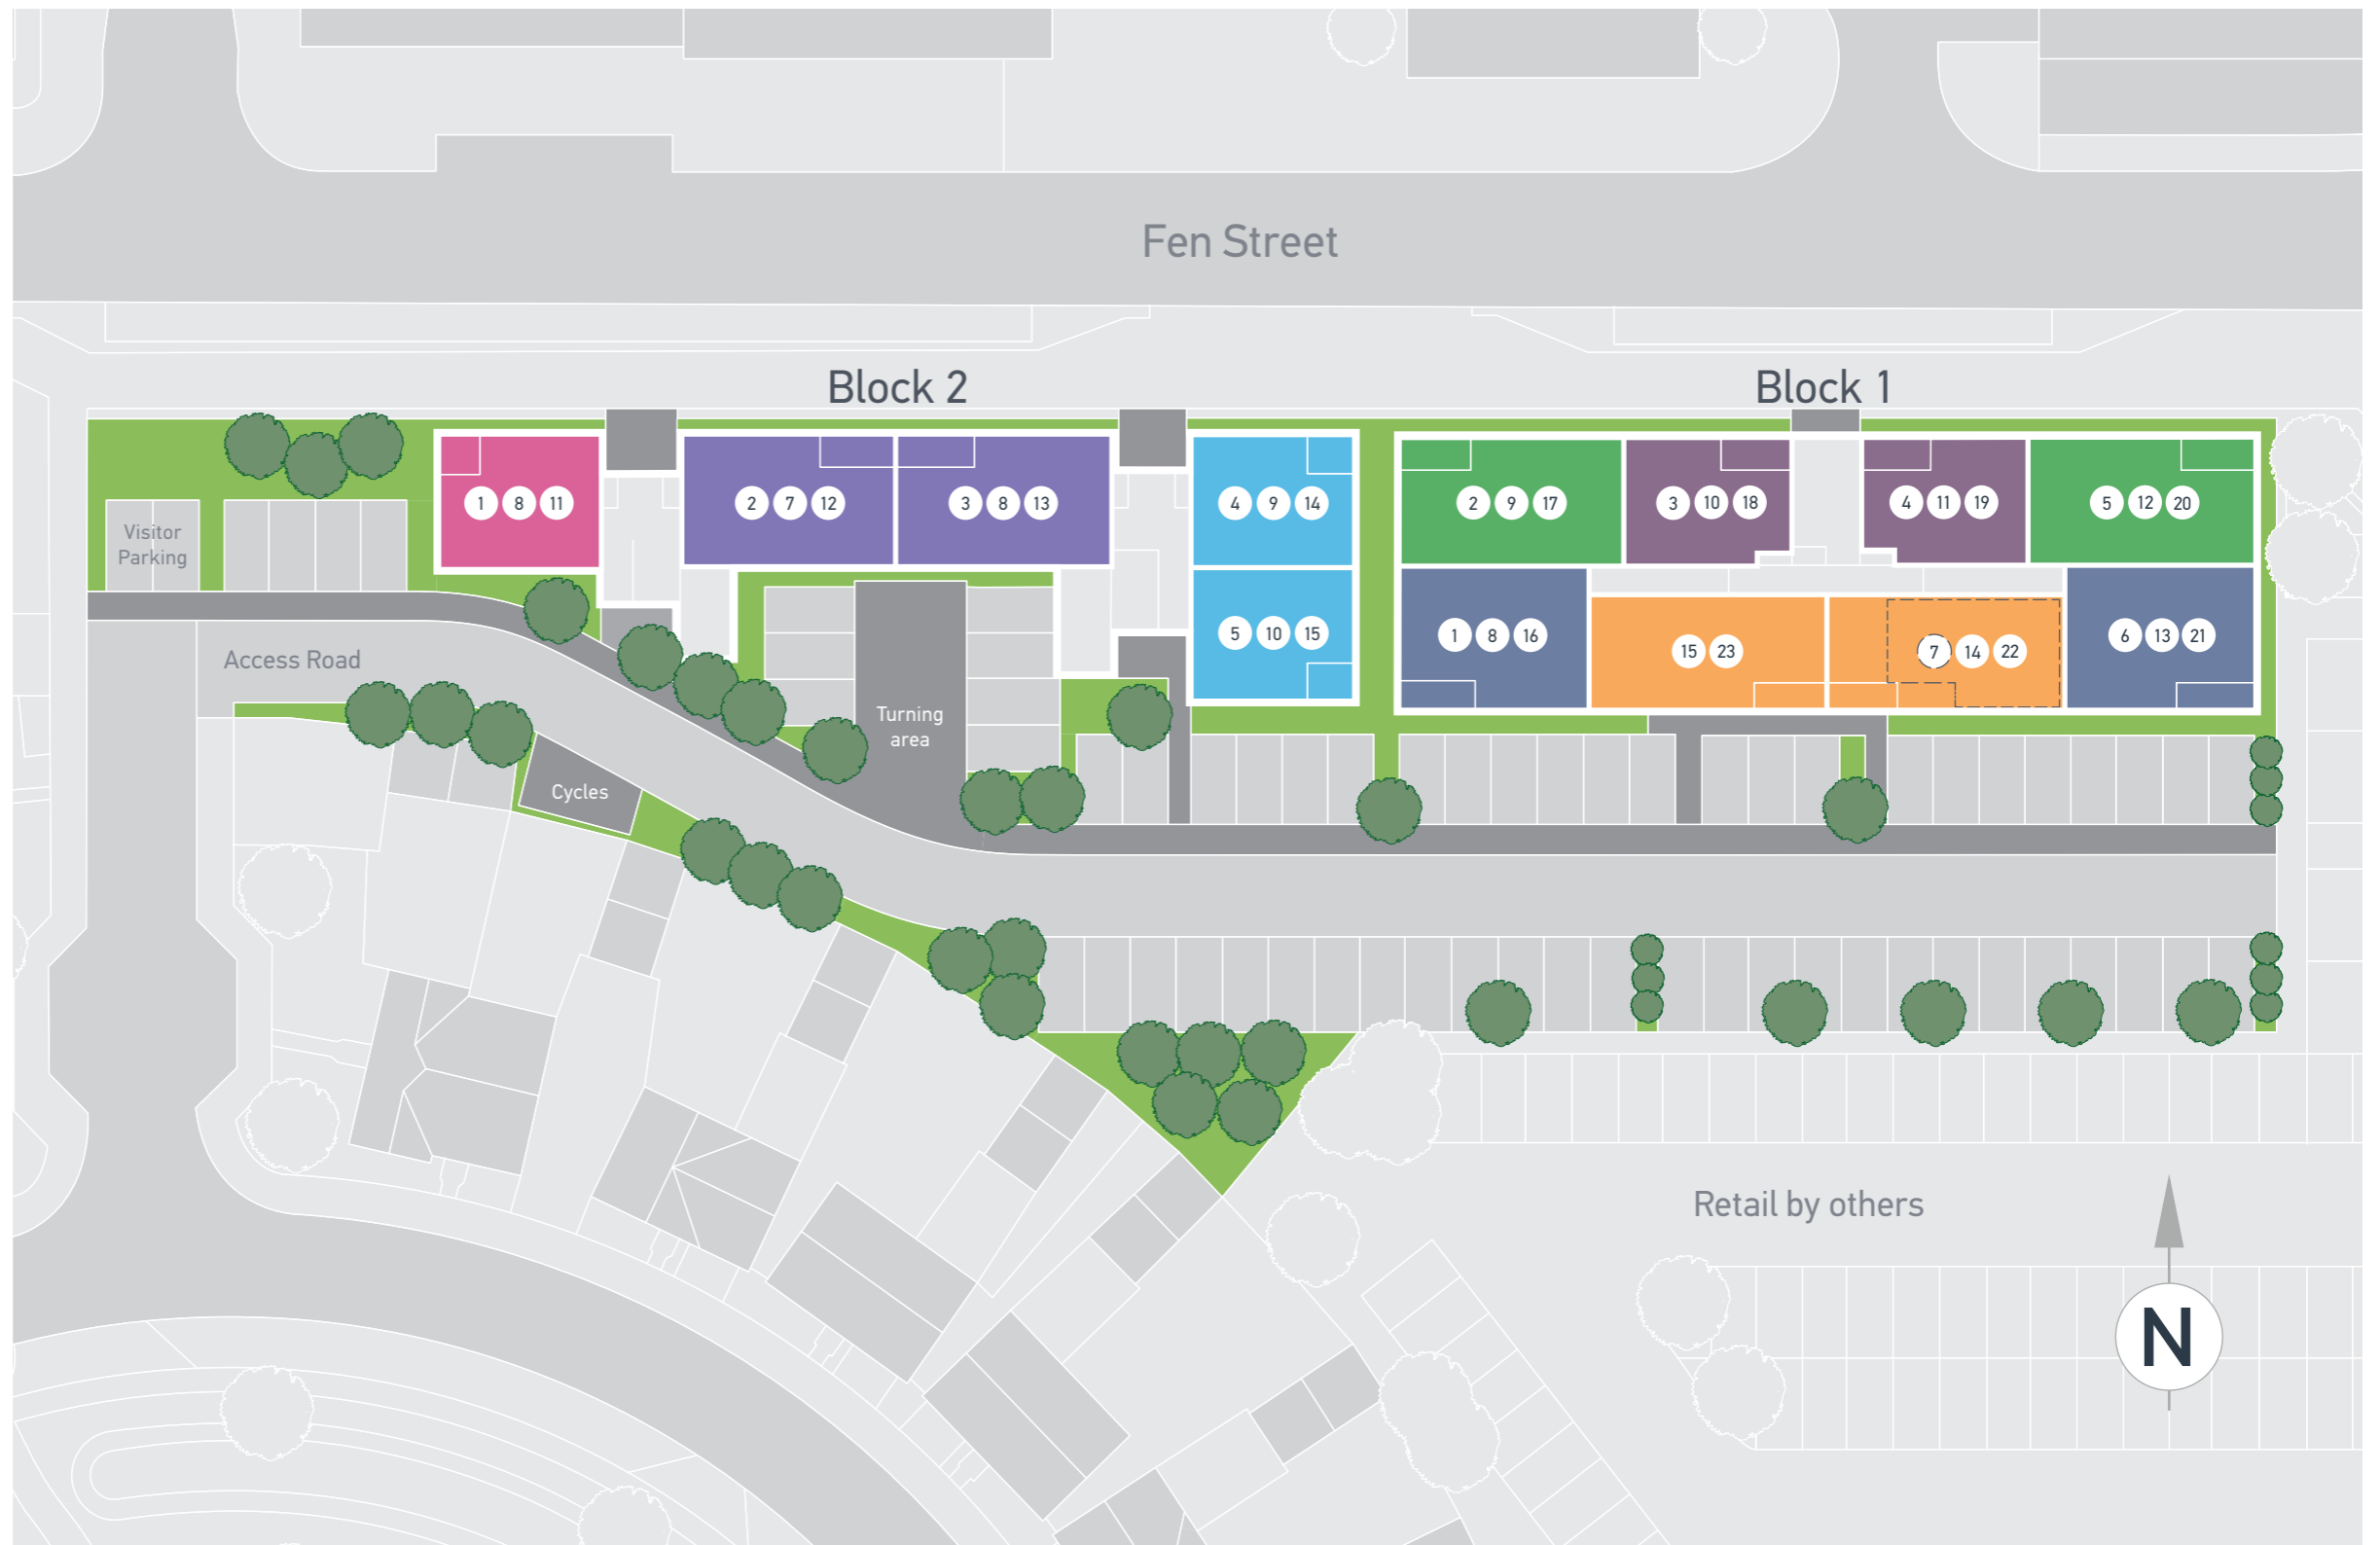 Fen Street
Block 2
Block 1
1 8 11
2 7 12
3 8 13
4 9 14
2 9 17
3 10 18
4 11 19
5 12 20
Visitor
Parking
5 10 15
1 8 16
15 23
7 14 22
6 13 21
Access Road
Turning
area
Cycles
Retail by others
N